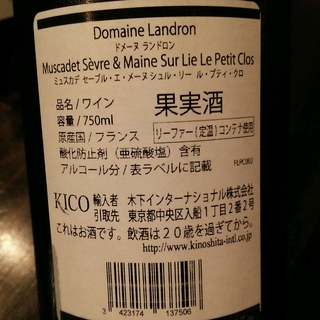 Domaine Landron
ドメーヌ ランドロン
Muscadet Sèvre & Maine Sur Lie Le Petit Clos
ミュスカデ セーブル・エ・メーヌ シュル・リー ル・プティ・クロ
品名/ワイン 果実酒
容量/750ml
原産国/フランス リーファー(定温)コンテナ使用
酸化防止剤(亜硫酸塩)含有
アルコール分/表ラベルに記載
KICO 輸入者 木下インターナショナル株式会社
引取先 東京都中央区入船1丁目2番2号
これはお酒です。飲酒は20歳を過ぎてから。
http://www.kinoshita-intl.co.jp
3 423174 137506